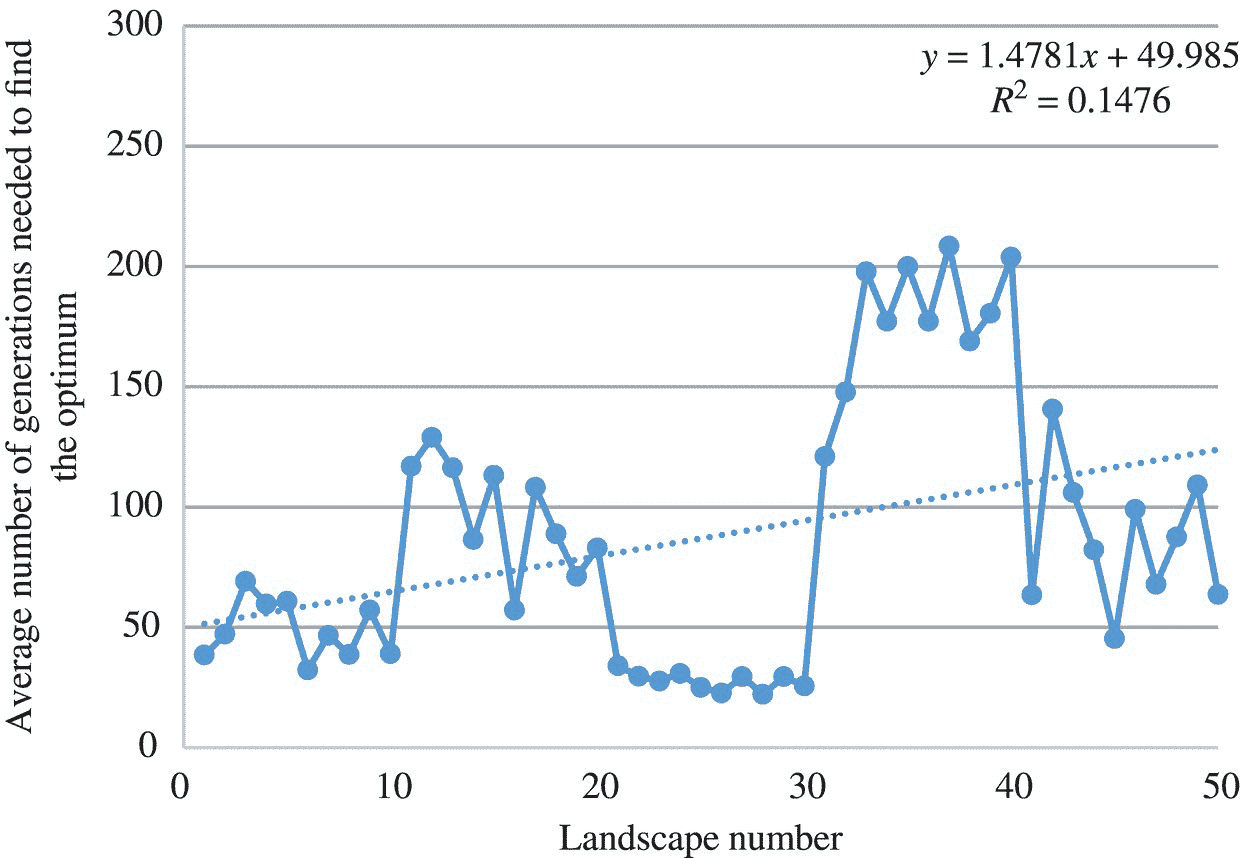 Average number of generations needed to find
the optimum
300
250
200
150
100
50
0
y = 1.4781x + 49.985
R² = 0.1476
0 10 20 30 40 50
Landscape number